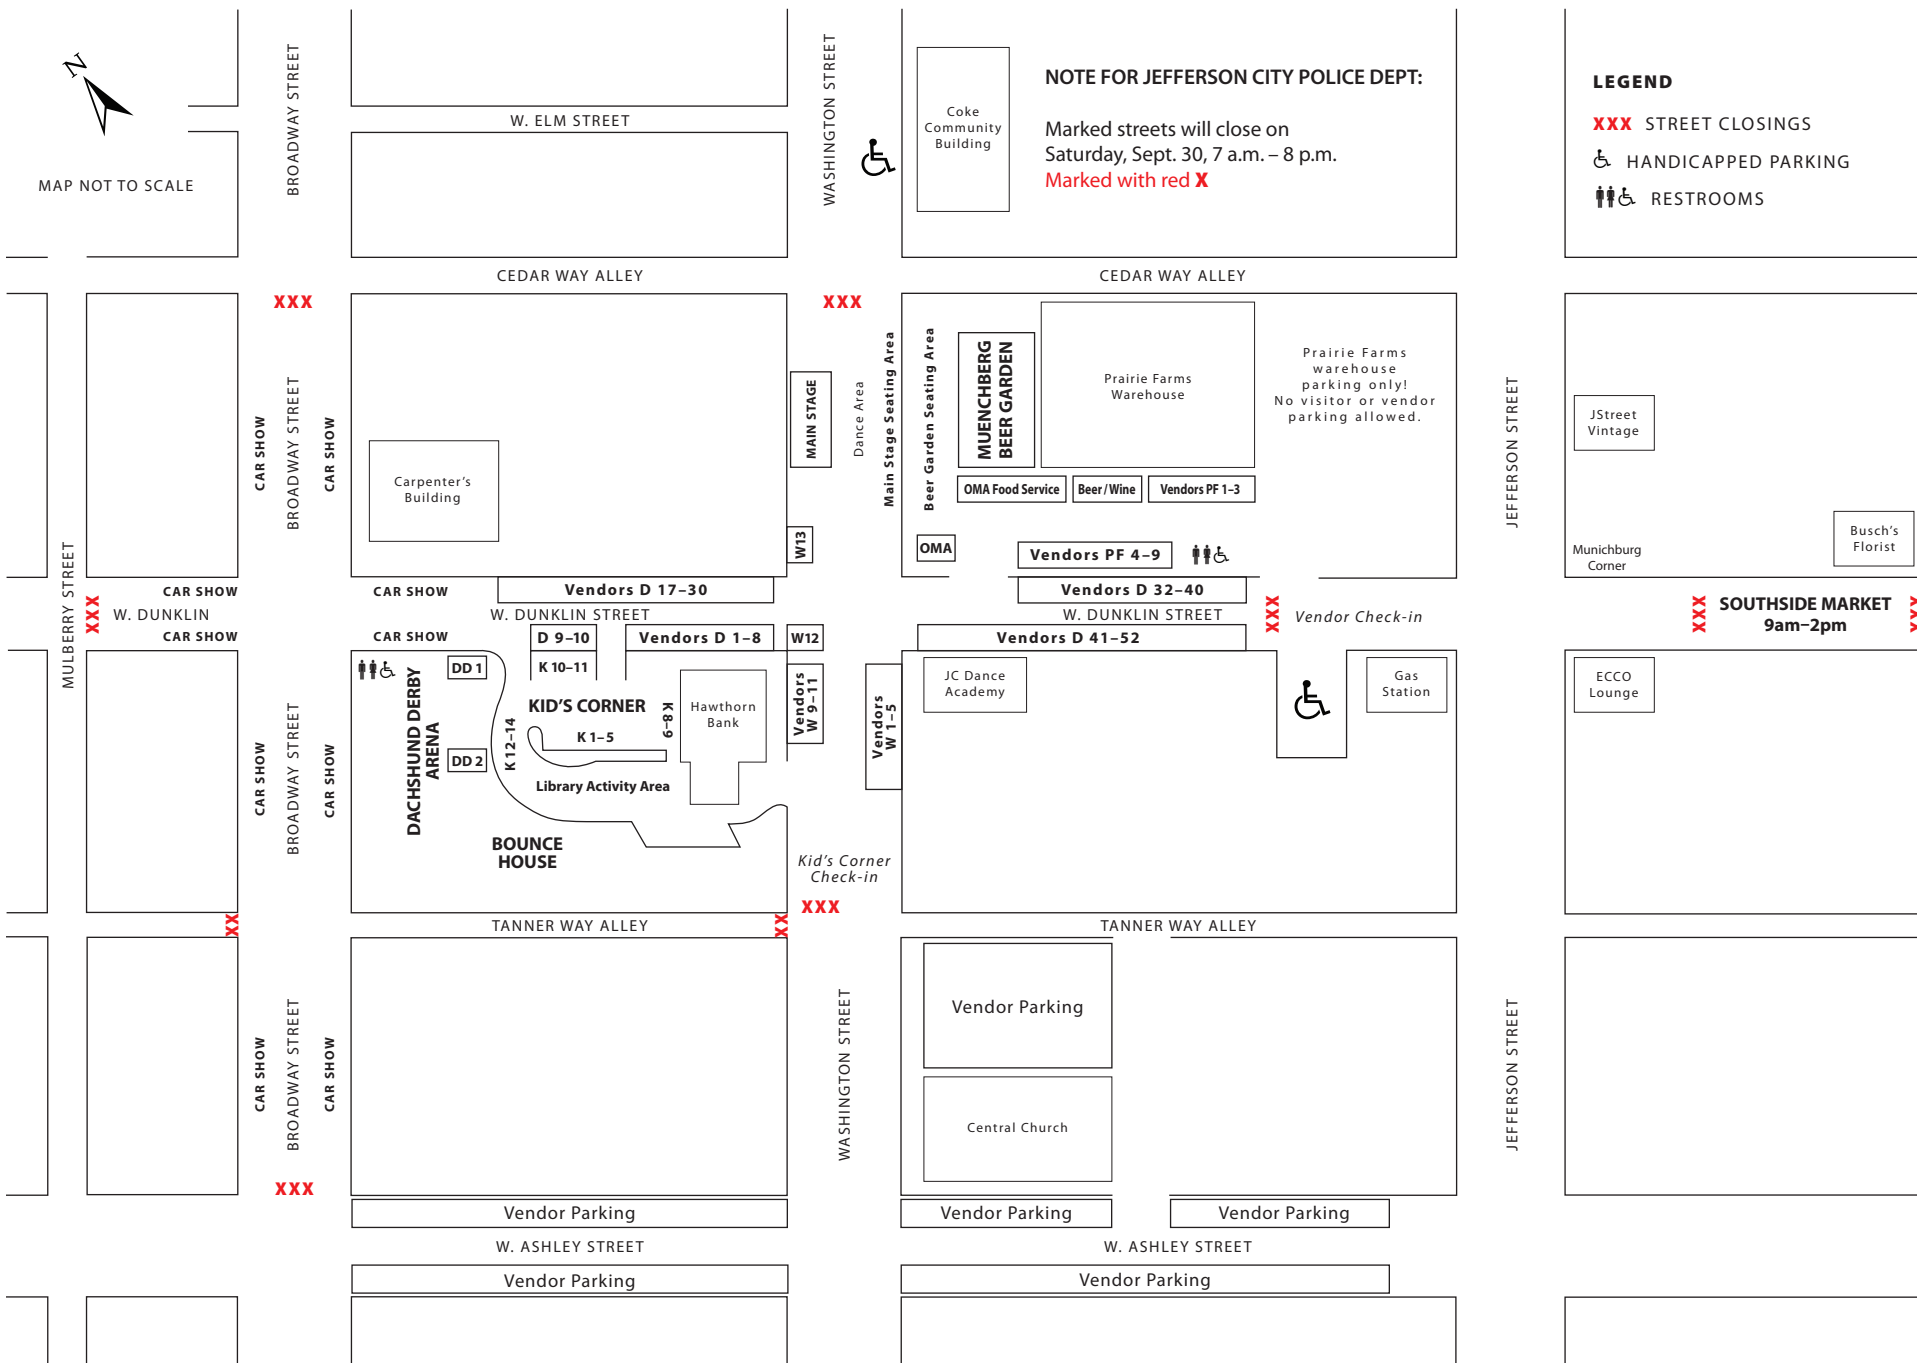 N
MAP NOT TO SCALE
BROADWAY STREET
W. ELM STREET
WASHINGTON STREET
Coke
Community
Building
NOTE FOR JEFFERSON CITY POLICE DEPT:
Marked streets will close on
Saturday, Sept. 30, 7 a.m. – 8 p.m.
Marked with red X
LEGEND
XXX STREET CLOSINGS
HANDICAPPED PARKING
RESTROOMS
CEDAR WAY ALLEY
CEDAR WAY ALLEY
XXX
XXX
CAR SHOW
BROADWAY STREET
CAR SHOW
Carpenter's
Building
MAIN STAGE
Dance Area
Main Stage Seating Area
Beer Garden Seating Area
MUENCHBERG
BEER GARDEN
Prairie Farms
Warehouse
Prairie Farms
warehouse
parking only!
No visitor or vendor
parking allowed.
JEFFERSON STREET
JStreet
Vintage
OMA Food Service
Beer/Wine
Vendors PF 1–3
W13
OMA
Vendors PF 4–9
Busch's
Florist
Munichburg
Corner
MULBERRY STREET
CAR SHOW
CAR SHOW
Vendors D 17–30
Vendors D 32–40
XXX
W. DUNKLIN
W. DUNKLIN STREET
W. DUNKLIN STREET
XXX
Vendor Check-in
XXX
SOUTHSIDE MARKET
9am–2pm
XXX
CAR SHOW
CAR SHOW
D 9–10
Vendors D 1–8
W12
Vendors D 41–52
DACHSHUND DERBY
ARENA
DD 1
DD 2
K 10–11
KID'S CORNER
K 12–14
K 1–5
K8–9
Library Activity Area
Hawthorn
Bank
Vendors
W 9–11
Vendors
W 1–5
JC Dance
Academy
Gas
Station
ECCO
Lounge
CAR SHOW
BROADWAY STREET
CAR SHOW
BOUNCE
HOUSE
Kid's Corner
Check-in
XXX
XX
XX
TANNER WAY ALLEY
TANNER WAY ALLEY
CAR SHOW
BROADWAY STREET
CAR SHOW
WASHINGTON STREET
Vendor Parking
Central Church
JEFFERSON STREET
XXX
Vendor Parking
Vendor Parking
Vendor Parking
W. ASHLEY STREET
W. ASHLEY STREET
Vendor Parking
Vendor Parking